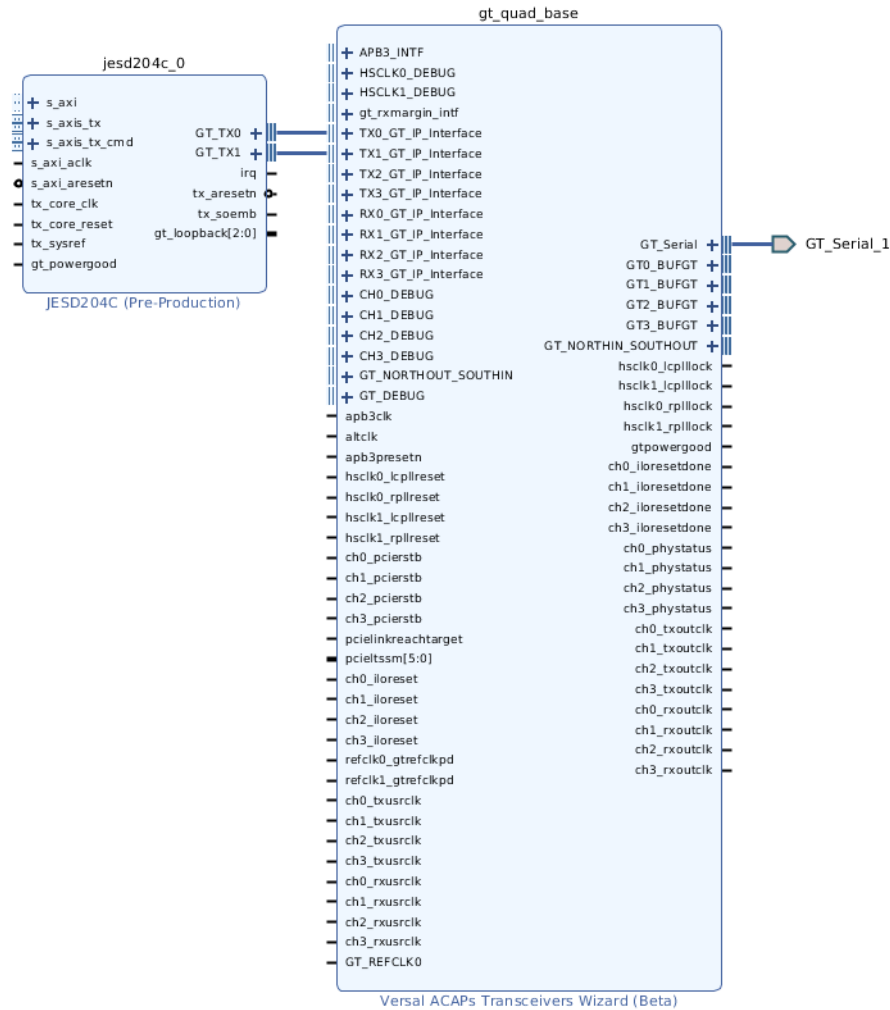 jesd204c_0
s_axi
s_axis_tx
s_axis_tx_cmd
s_axi_aclk
s_axi_aresetn
tx_core_clk
tx_core_reset
tx_sysref
gt_powergood
GT_TX0
GT_TX1
irq
tx_aresetn
tx_soemb
gt_loopback[2:0]
JESD204C (Pre-Production)
gt_quad_base
APB3_INTF
HSCLK0_DEBUG
HSCLK1_DEBUG
gt_rxmargin_intf
TX0_GT_IP_Interface
TX1_GT_IP_Interface
TX2_GT_IP_Interface
TX3_GT_IP_Interface
RX0_GT_IP_Interface
RX1_GT_IP_Interface
RX2_GT_IP_Interface
RX3_GT_IP_Interface
CH0_DEBUG
CH1_DEBUG
CH2_DEBUG
CH3_DEBUG
GT_NORTHOUT_SOUTHIN
GT_DEBUG
apb3clk
altclk
apb3presetn
hsclk0_lcpllreset
hsclk0_rpllreset
hsclk1_lcpllreset
hsclk1_rpllreset
ch0_pcierstb
ch1_pcierstb
ch2_pcierstb
ch3_pcierstb
pcielinkreachtarget
pcieltssm[5:0]
ch0_iloreset
ch1_iloreset
ch2_iloreset
ch3_iloreset
refclk0_gtrefclkpd
refclk1_gtrefclkpd
ch0_txusrclk
ch1_txusrclk
ch2_txusrclk
ch3_txusrclk
ch0_rxusrclk
ch1_rxusrclk
ch2_rxusrclk
ch3_rxusrclk
GT_REFCLK0
GT_Serial
GT0_BUFGT
GT1_BUFGT
GT2_BUFGT
GT3_BUFGT
GT_NORTHIN_SOUTHOUT
hsclk0_lcplllock
hsclk1_lcplllock
hsclk0_rplllock
hsclk1_rplllock
gtpowergood
ch0_iloresetdone
ch1_iloresetdone
ch2_iloresetdone
ch3_iloresetdone
ch0_phystatus
ch1_phystatus
ch2_phystatus
ch3_phystatus
ch0_txoutclk
ch1_txoutclk
ch2_txoutclk
ch3_txoutclk
ch0_rxoutclk
ch1_rxoutclk
ch2_rxoutclk
ch3_rxoutclk
Versal ACAPs Transceivers Wizard (Beta)
GT_Serial_1